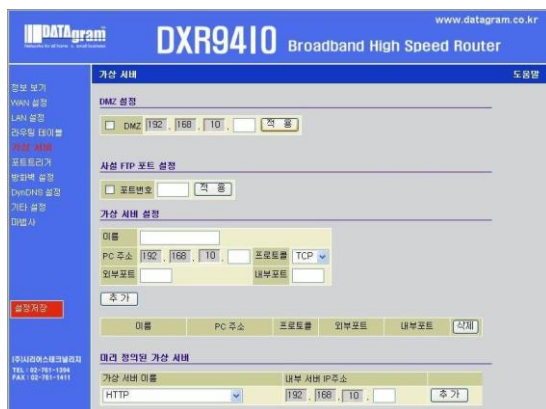 www.datagram.co.kr
DATAgram
DXR9410 Broadband High Speed Router
가상 서버
도움말
정보 보기
WAN 설정
LAN 설정
라우팅 테이블
가상 서버
포트트리거
방화벽 설정
DynDNS 설정
기타 설정
마법사
설정저장
TEL : 02-761-1394
FAX : 02-761-1411
DMZ 설정
DMZ 192 . 168 . 10 . 적 용
사설 FTP 포트 설정
포트번호 적 용
가상 서버 설정
이름
PC 주소 192 . 168 . 10 . 프로토콜 TCP
외부포트 내부포트
추 가
이름 PC 주소 프로토콜 외부포트 내부포트 삭제
미리 정의된 가상 서버
가상 서버 이름 내부 서버 IP주소
HTTP 192 . 168 . 10 . 추 가